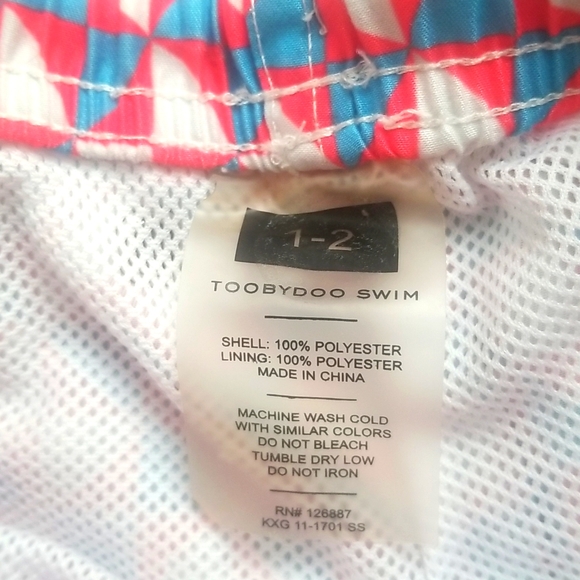 1-2
TOOBYDOO SWIM
SHELL: 100% POLYESTER
LINING: 100% POLYESTER
MADE IN CHINA
MACHINE WASH COLD
WITH SIMILAR COLORS
DO NOT BLEACH
TUMBLE DRY LOW
DO NOT IRON
RN# 126887
KXG 11-1701 SS